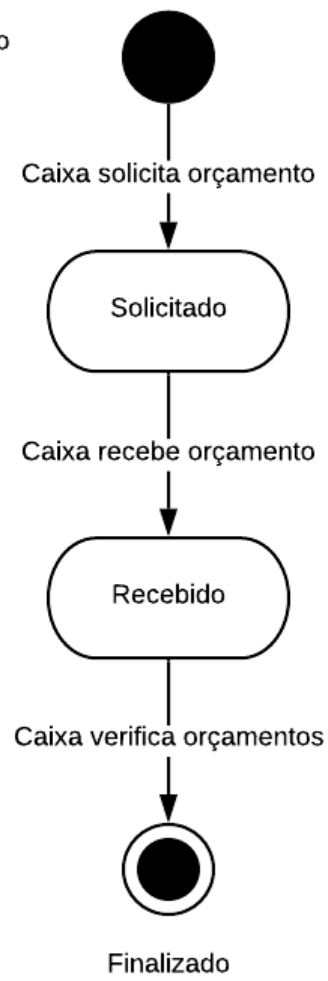 o
Caixa solicita orçamento
Solicitado
Caixa recebe orçamento
Recebido
Caixa verifica orçamentos
Finalizado